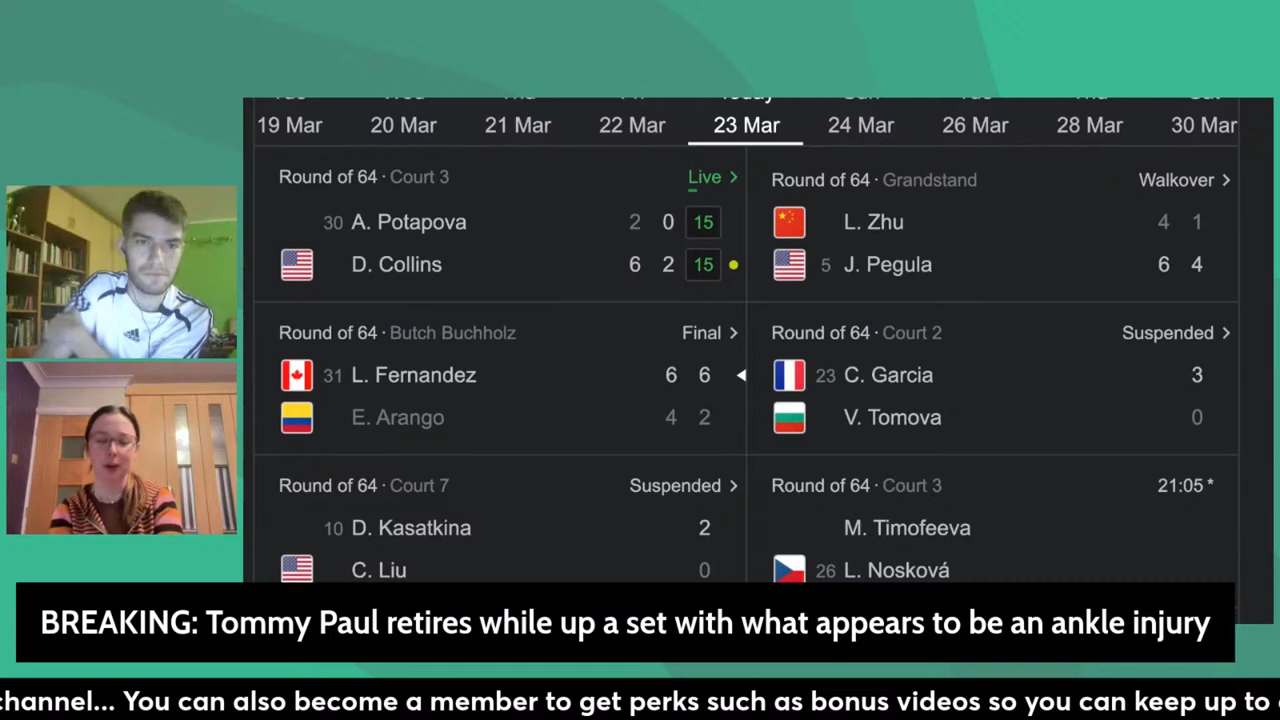 19 Mar 20 Mar 21 Mar 22 Mar 23 Mar 24 Mar 26 Mar 28 Mar 30 Mar
Round of 64 · Court 3 Live
30 A. Potapova 2 0 15
D. Collins 6 2 15
Round of 64 · Grandstand Walkover
L. Zhu 4 1
5 J. Pegula 6 4
Round of 64 · Butch Buchholz Final
31 L. Fernandez 6 6
E. Arango 4 2
Round of 64 · Court 2 Suspended
23 C. Garcia 3
V. Tomova 0
Round of 64 · Court 7 Suspended
10 D. Kasatkina 2
C. Liu 0
Round of 64 · Court 3 21:05 *
M. Timofeeva
26 L. Nosková
BREAKING: Tommy Paul retires while up a set with what appears to be an ankle injury
channel... You can also become a member to get perks such as bonus videos so you can keep up to